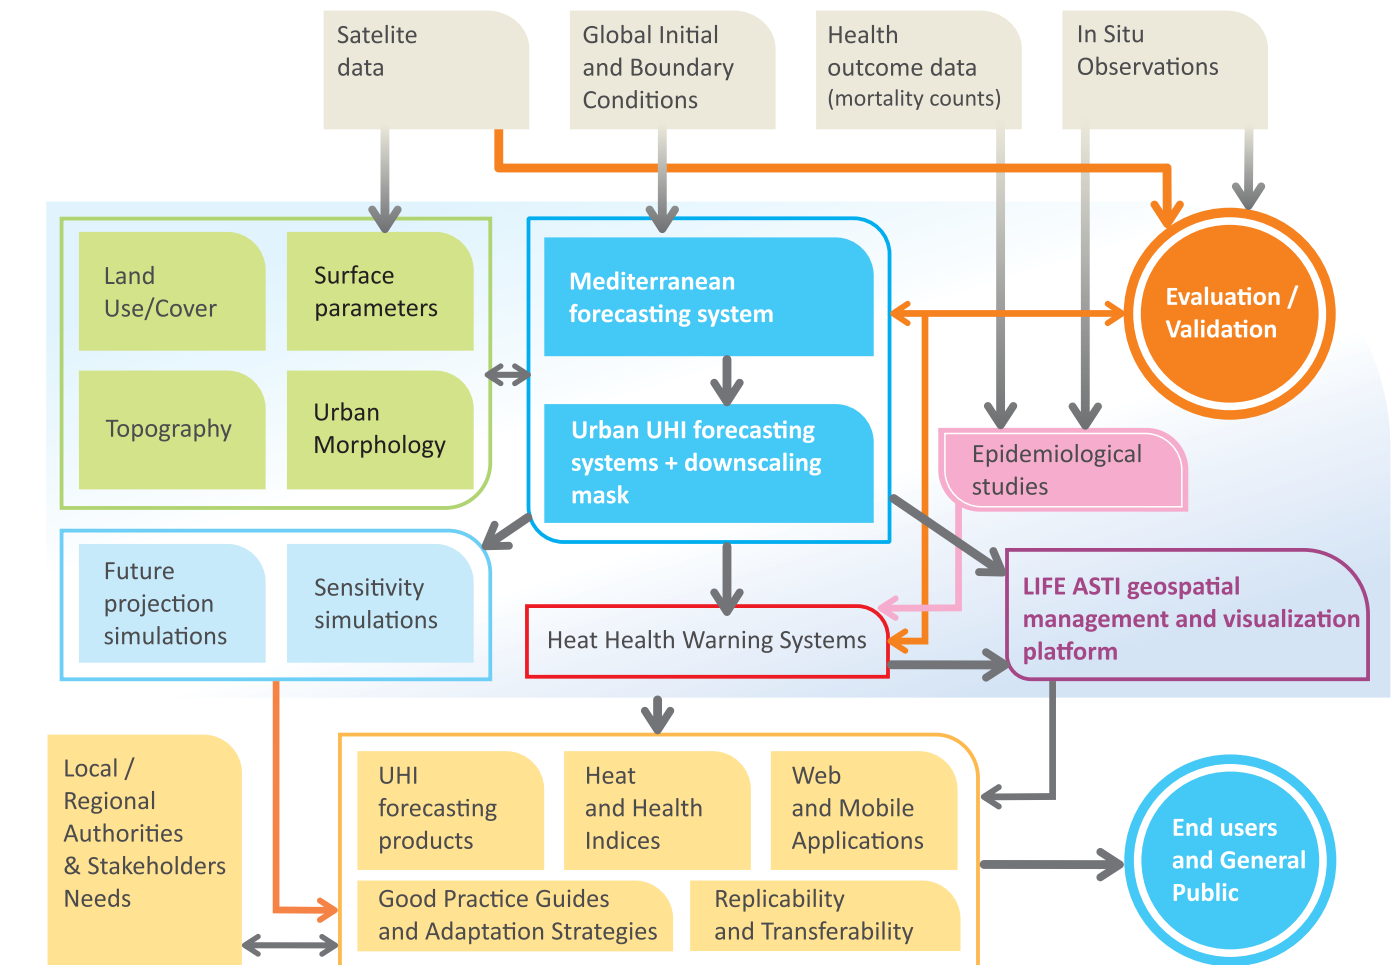 Satelite
data
Global Initial
and Boundary
Conditions
Health
outcome data
(mortality counts)
In Situ
Observations
Land
Use/Cover
Surface
parameters
Topography
Urban
Morphology
Mediterranean
forecasting system
Urban UHI forecasting
systems + downscaling
mask
Evaluation /
Validation
Epidemiological
studies
Future
projection
simulations
Sensitivity
simulations
Heat Health Warning Systems
LIFE ASTI geospatial
management and visualization
platform
Local /
Regional
Authorities
& Stakeholders
Needs
UHI
forecasting
products
Heat
and Health
Indices
Web
and Mobile
Applications
Good Practice Guides
and Adaptation Strategies
Replicability
and Transferability
End users
and General
Public